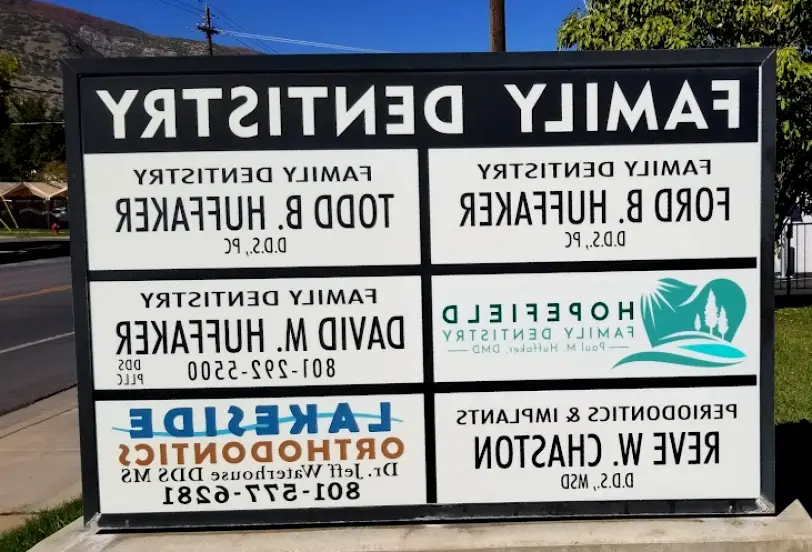 FAMILY DENTISTRY
FAMILY DENTISTRY
FORD B. HUFFAKER
D.D.S., PC
FAMILY DENTISTRY
TODD B. HUFFAKER
D.D.S., PC
HOPEFIELD
FAMILY DENTISTRY
Paul M. Huffaker, DMD
FAMILY DENTISTRY
DAVID M. HUFFAKER
801-292-5500
DDS
PLLC
PERIODONTICS & IMPLANTS
REVE W. CHASTON
D.D.S., MSD
LAKESIDE
ORTHODONTICS
Dr. Jeff Waterhouse DDS MS
801-577-6281